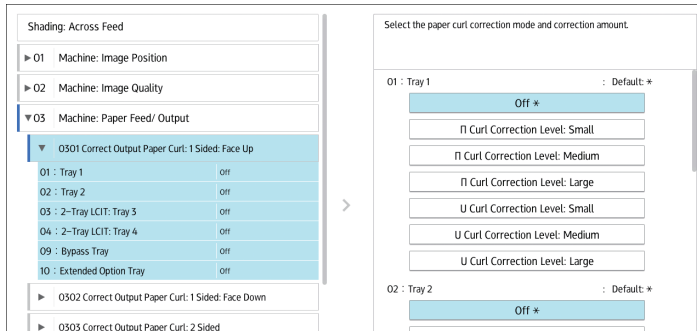 Shading: Across Feed
▶ 01 Machine: Image Position
▶ 02 Machine: Image Quality
▼ 03 Machine: Paper Feed/ Output
▼ 0301 Correct Output Paper Curl: 1 Sided: Face Up
01 : Tray 1 Off
02 : Tray 2 Off
03 : 2-Tray LCIT: Tray 3 Off
04 : 2-Tray LCIT: Tray 4 Off
09 : Bypass Tray Off
10 : Extended Option Tray Off
▶ 0302 Correct Output Paper Curl: 1 Sided: Face Down
▶ 0303 Correct Output Paper Curl: 2 Sided
Select the paper curl correction mode and correction amount.
01 : Tray 1 : Default: *
Off *
Π Curl Correction Level: Small
Π Curl Correction Level: Medium
Π Curl Correction Level: Large
U Curl Correction Level: Small
U Curl Correction Level: Medium
U Curl Correction Level: Large
02 : Tray 2 : Default: *
Off *